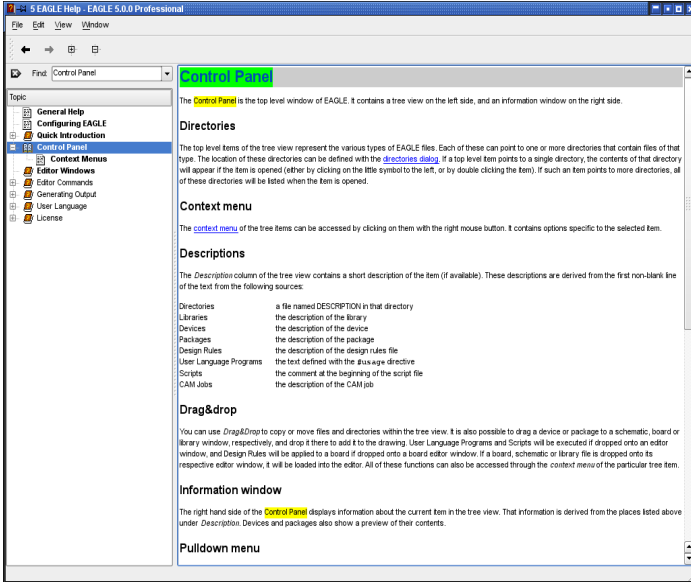 5 EAGLE Help - EAGLE 5.0.0 Professional
File Edit View Window
Find: Control Panel
Topic
General Help
Configuring EAGLE
Quick Introduction
Control Panel
Context Menus
Editor Windows
Editor Commands
Generating Output
User Language
License
Control Panel
The Control Panel is the top level window of EAGLE. It contains a tree view on the left side, and an information window on the right side.
Directories
The top level items of the tree view represent the various types of EAGLE files. Each of these can point to one or more directories that contain files of that
type. The location of these directories can be defined with the directories dialog. If a top level item points to a single directory, the contents of that directory
will appear if the item is opened (either by clicking on the little symbol to the left, or by double clicking the item). If such an item points to more directories, all
of these directories will be listed when the item is opened.
Context menu
The context menu of the tree items can be accessed by clicking on them with the right mouse button. It contains options specific to the selected item.
Descriptions
The Description column of the tree view contains a short description of the item (if available). These descriptions are derived from the first non-blank line
of the text from the following sources:
Directories a file named DESCRIPTION in that directory
Libraries the description of the library
Devices the description of the device
Packages the description of the package
Design Rules the description of the design rules file
User Language Programs the text defined with the #usage directive
Scripts the comment at the beginning of the script file
CAM Jobs the description of the CAM job
Drag&drop
You can use Drag&Drop to copy or move files and directories within the tree view. It is also possible to drag a device or package to a schematic, board or
library window, respectively, and drop it there to add it to the drawing. User Language Programs and Scripts will be executed if dropped onto an editor
window, and Design Rules will be applied to a board if dropped onto a board editor window. If a board, schematic or library file is dropped onto its
respective editor window, it will be loaded into the editor. All of these functions can also be accessed through the context menu of the particular tree item.
Information window
The right hand side of the Control Panel displays information about the current item in the tree view. That information is derived from the places listed above
under Description. Devices and packages also show a preview of their contents.
Pulldown menu